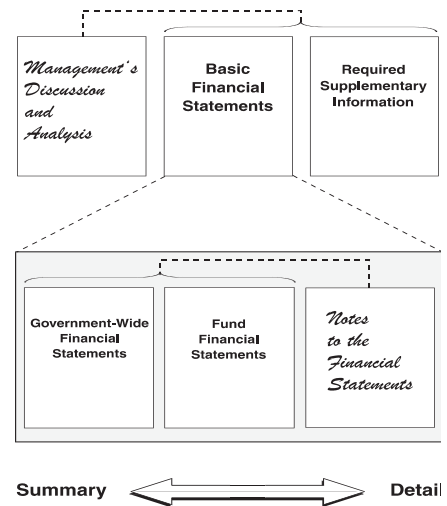 Management's
Discussion
and
Analysis
Basic
Financial
Statements
Required
Supplementary
Information
Government-Wide
Financial
Statements
Fund
Financial
Statements
Notes
to the
Financial
Statements
Summary
Detail